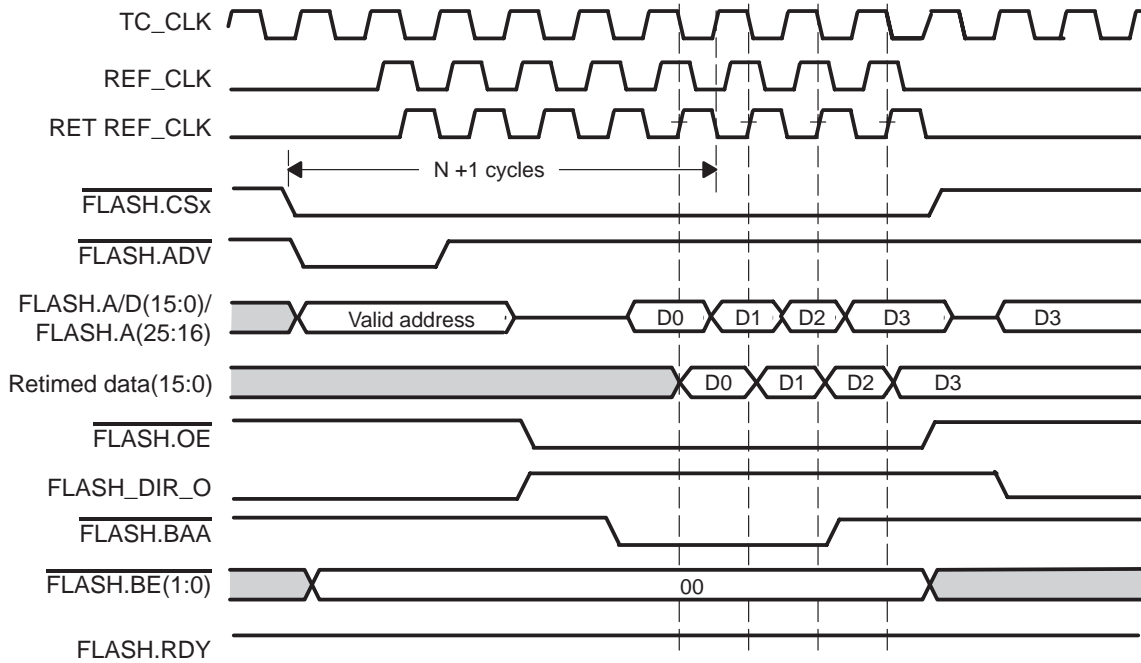 TC_CLK
REF_CLK
RET REF_CLK
N +1 cycles
FLASH.CSx
FLASH.ADV
FLASH.A/D(15:0)/
FLASH.A(25:16)
Valid address
D0 D1 D2 D3 D3
Retimed data(15:0)
D0 D1 D2 D3
FLASH.OE
FLASH_DIR_O
FLASH.BAA
FLASH.BE(1:0)
00
FLASH.RDY